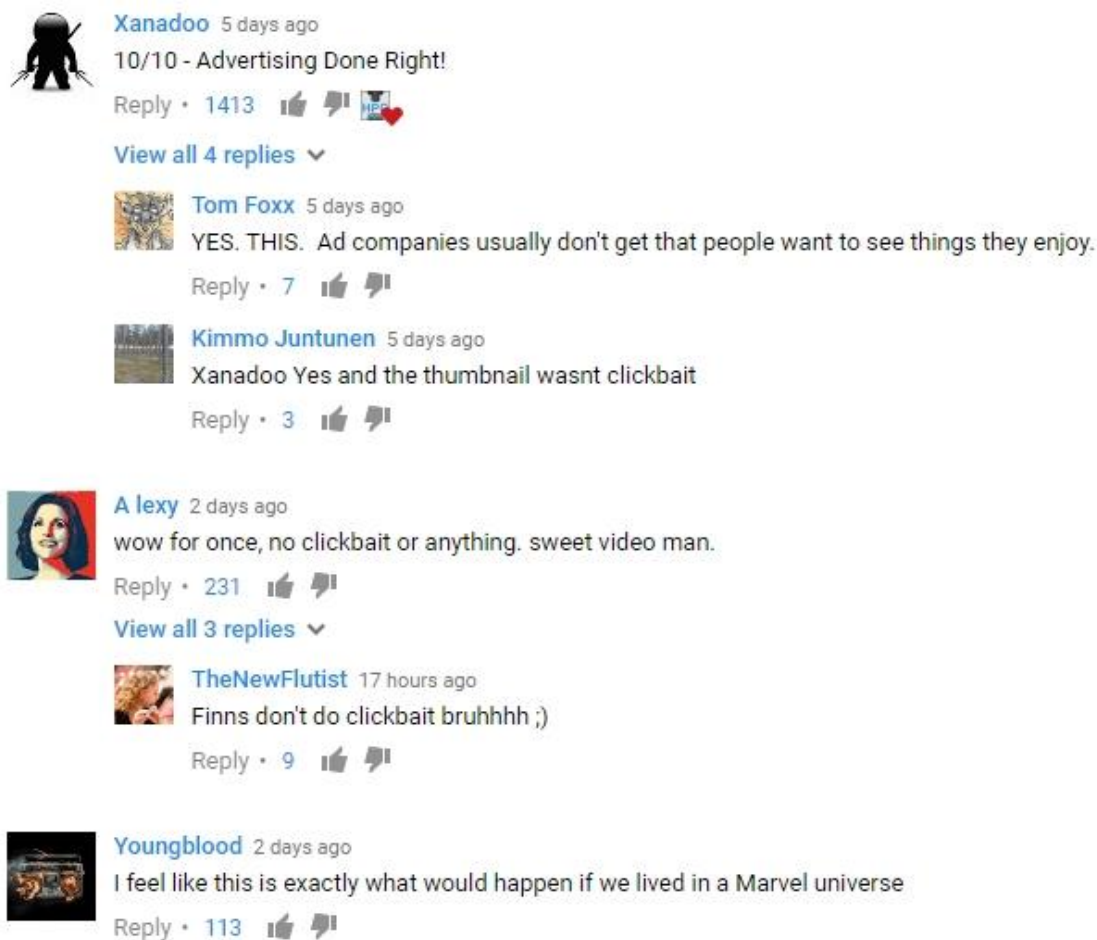 Xanadoo 5 days ago
10/10 - Advertising Done Right!
Reply • 1413
View all 4 replies
Tom Foxx 5 days ago
YES. THIS.  Ad companies usually don't get that people want to see things they enjoy.
Reply • 7
Kimmo Juntunen 5 days ago
Xanadoo Yes and the thumbnail wasnt clickbait
Reply • 3
A lexy 2 days ago
wow for once, no clickbait or anything. sweet video man.
Reply • 231
View all 3 replies
TheNewFlutist 17 hours ago
Finns don't do clickbait bruhhhh ;)
Reply • 9
Youngblood 2 days ago
I feel like this is exactly what would happen if we lived in a Marvel universe
Reply • 113